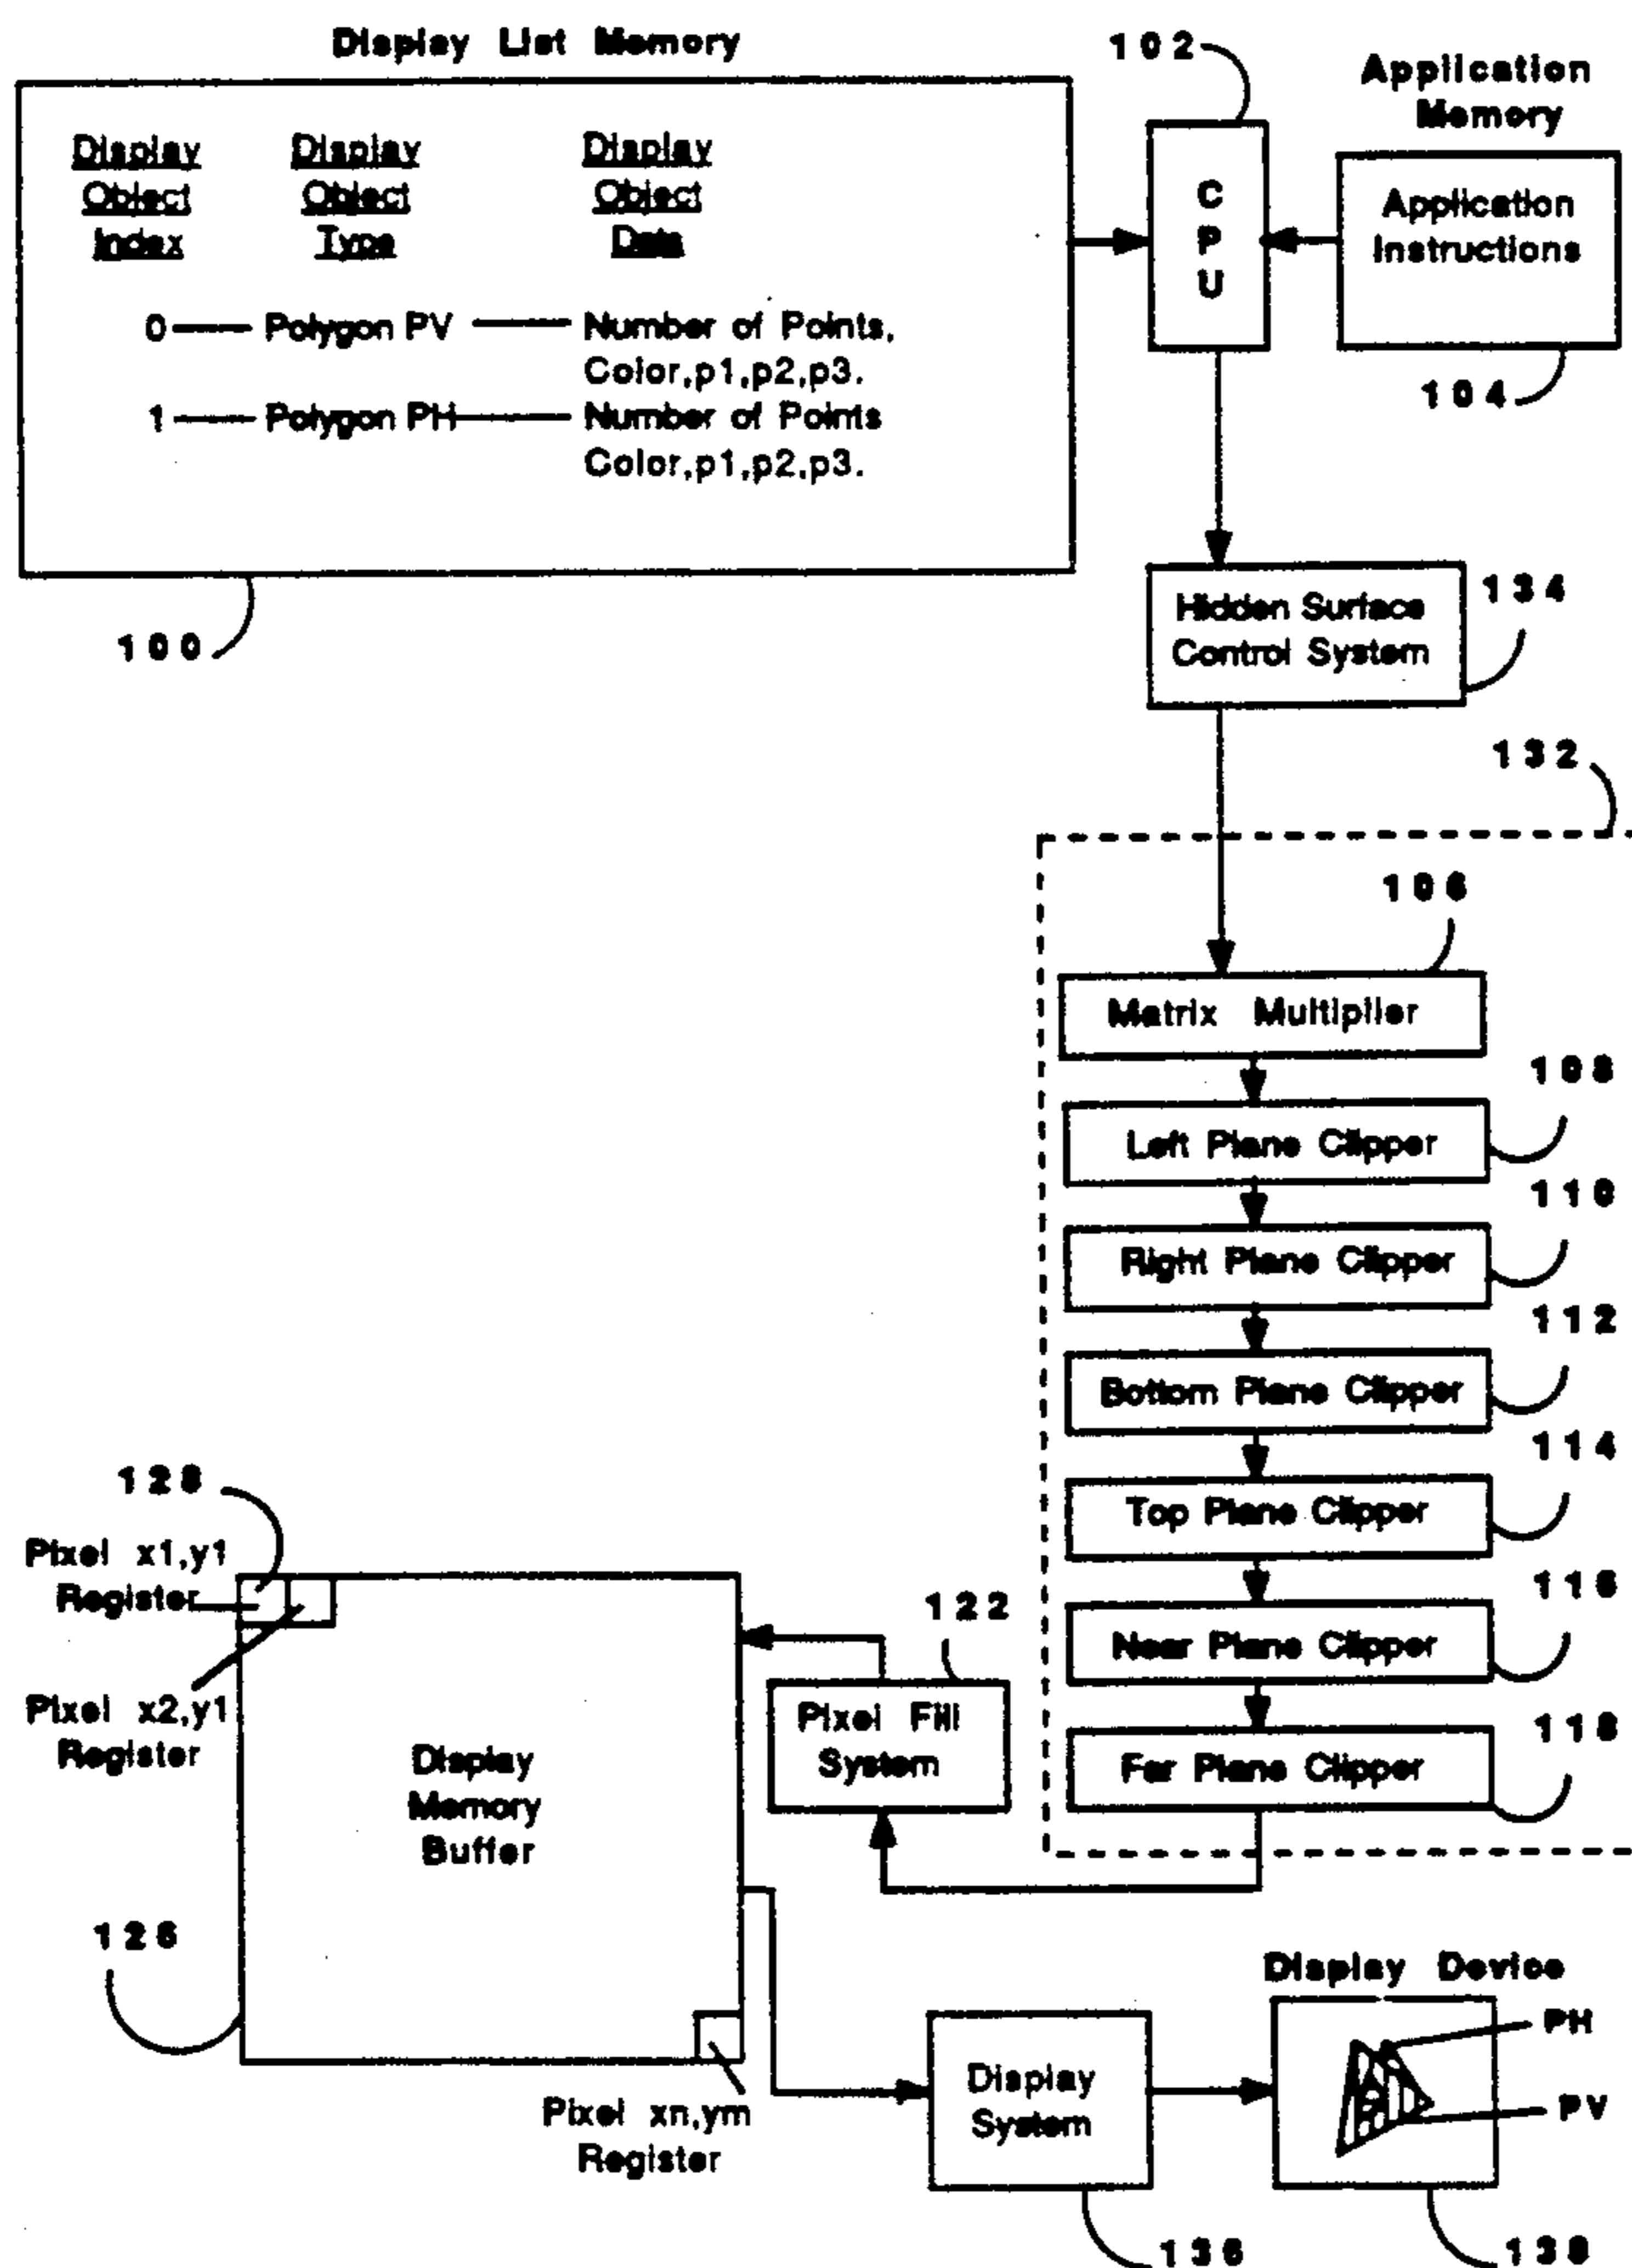 Display List Memory
102
Application
Memory
Display
Object
Index
Display
Object
Type
Display
Object
Data
C
P
U
Application
Instructions
0 Polygon PV Number of Points,
Color,p1,p2,p3.
1 Polygon PH Number of Points
Color,p1,p2,p3.
104
100
Hidden Surface
Control System
134
132
106
Matrix Multiplier
108
Left Plane Clipper
110
Right Plane Clipper
112
Bottom Plane Clipper
114
Top Plane Clipper
116
Near Plane Clipper
118
Far Plane Clipper
128
Pixel x1,y1
Register
Pixel x2,y1
Register
122
Pixel Fill
System
Display
Memory
Buffer
126
Pixel xn,ym
Register
Display
System
136
Display Device
PH
PV
138